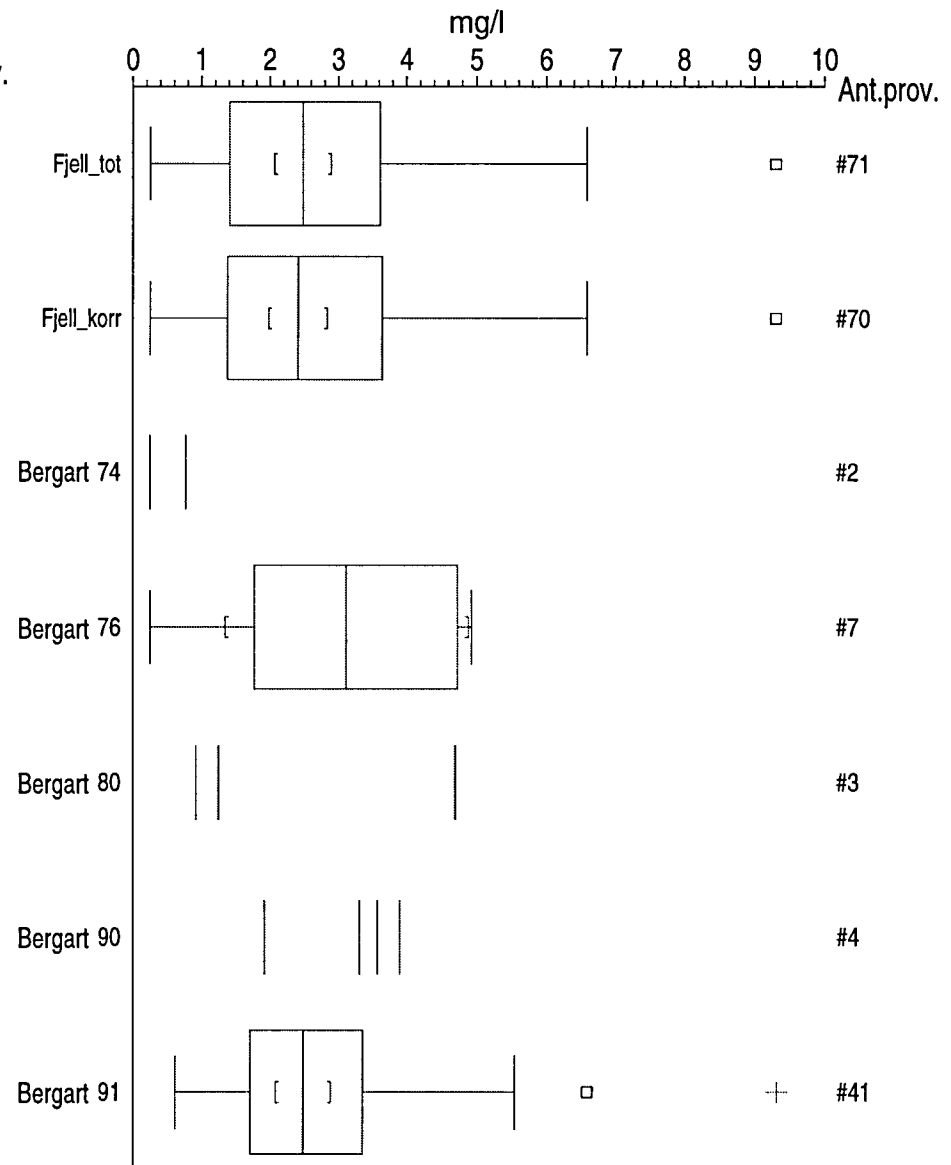 mg/l
0 1 2 3 4 5 6 7 8 9 10
Ant.prov.
Fjell_tot #71
Fjell_korr #70
Bergart 74 #2
Bergart 76 #7
Bergart 80 #3
Bergart 90 #4
Bergart 91 #41